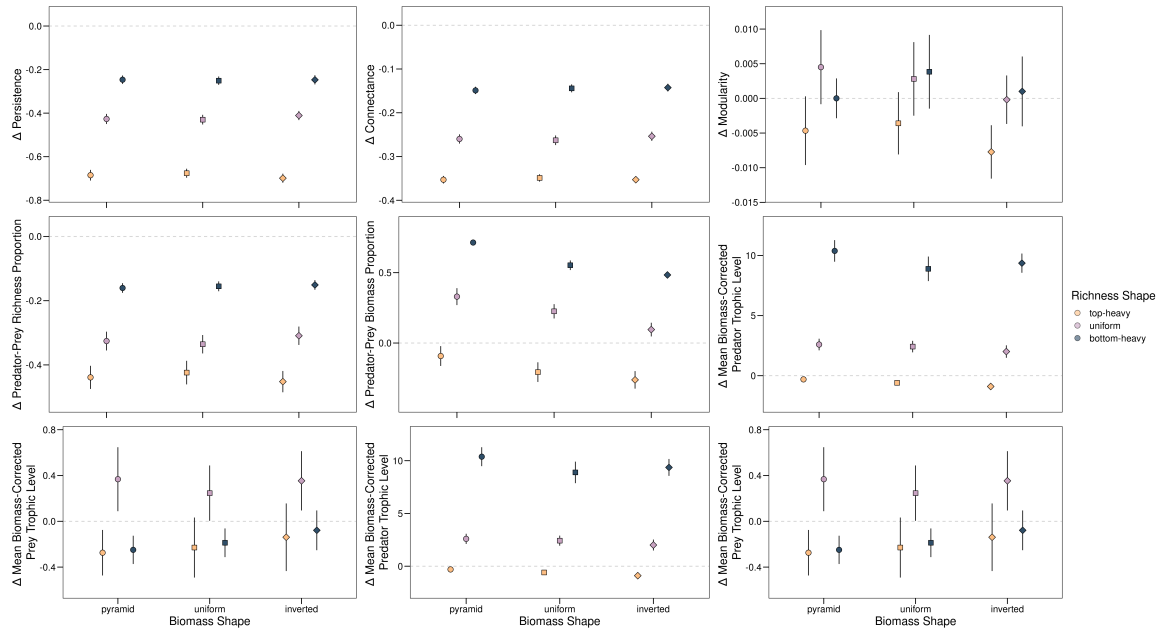 0.0
-0.2
-0.4
-0.6
-0.8
Δ Persistence
0.0
-0.1
-0.2
-0.3
-0.4
Δ Connectance
0.010
0.005
0.000
-0.005
-0.010
-0.015
Δ Modularity
0.0
-0.2
-0.4
Δ Predator-Prey Richness Proportion
0.5
0.0
Δ Predator-Prey Biomass Proportion
10
5
0
Δ Mean Biomass-Corrected
Predator Trophic Level
Richness Shape
top-heavy
uniform
bottom-heavy
0.8
0.4
0.0
-0.4
Δ Mean Biomass-Corrected
Prey Trophic Level
pyramid
uniform
inverted
Biomass Shape
10
5
0
Δ Mean Biomass-Corrected
Predator Trophic Level
pyramid
uniform
inverted
Biomass Shape
0.8
0.4
0.0
-0.4
Δ Mean Biomass-Corrected
Prey Trophic Level
pyramid
uniform
inverted
Biomass Shape